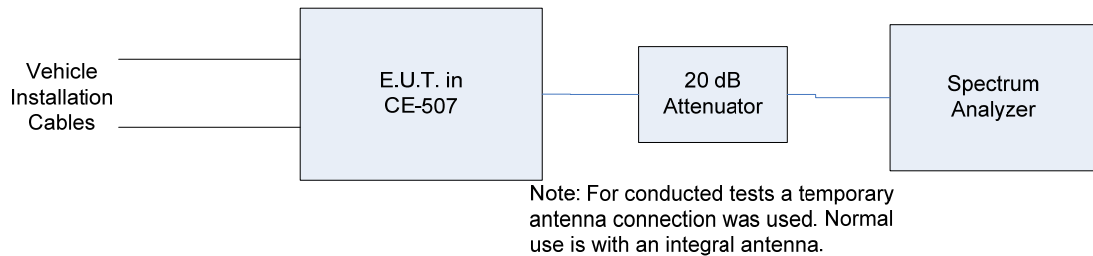 Vehicle
Installation
Cables
E.U.T. in
CE-507
20 dB
Attenuator
Spectrum
Analyzer
Note: For conducted tests a temporary
antenna connection was used. Normal
use is with an integral antenna.